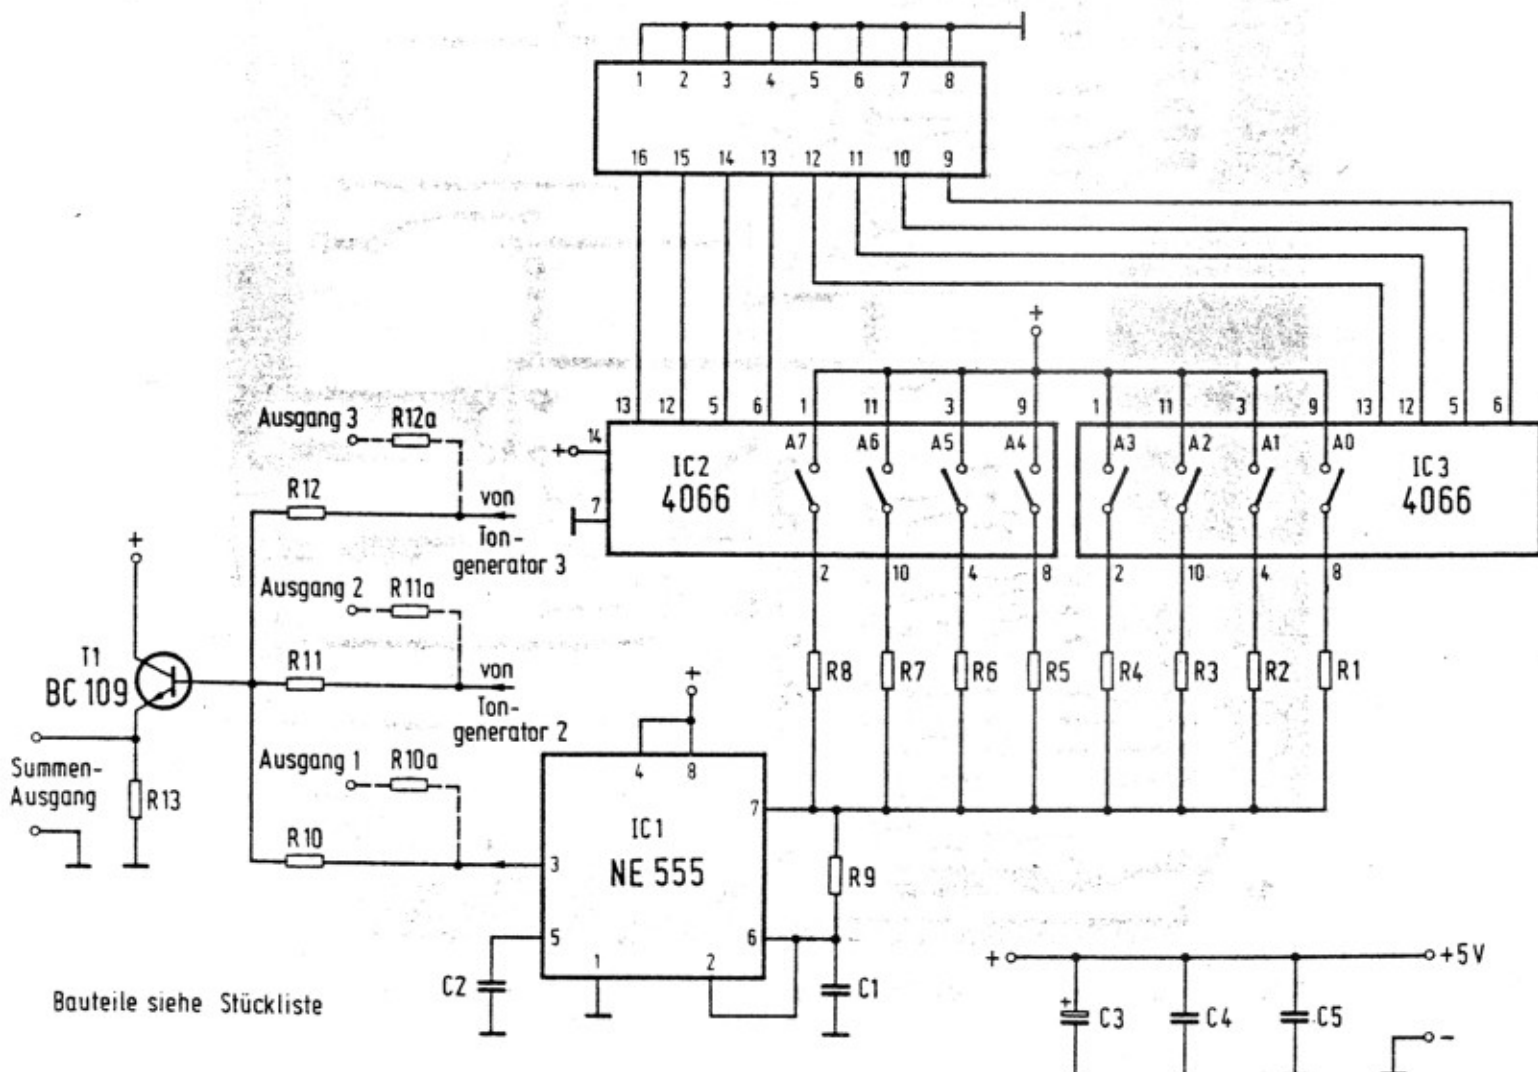 1 2 3 4 5 6 7 8
16 15 14 13 12 11 10 9
+
13 12 5 6 1 11 3 9 1 11 3 9 13 12 5 6
Ausgang 3 R12a
+ 14
A7 A6 A5 A4 A3 A2 A1 A0
IC2
4066
IC3
4066
7
R12
von
Ton-
generator 3
2 10 4 8 2 10 4 8
+
Ausgang 2 R11a
T1
BC 109
R11
von
Ton-
generator 2
R8 R7 R6 R5 R4 R3 R2 R1
+
Summen-
Ausgang
R13
Ausgang 1 R10a
4 8
7
R10
3
IC1
NE 555
R9
5
6
1 2
C2
C1
+ +5V
+
C3 C4 C5
-
Bauteile siehe Stückliste